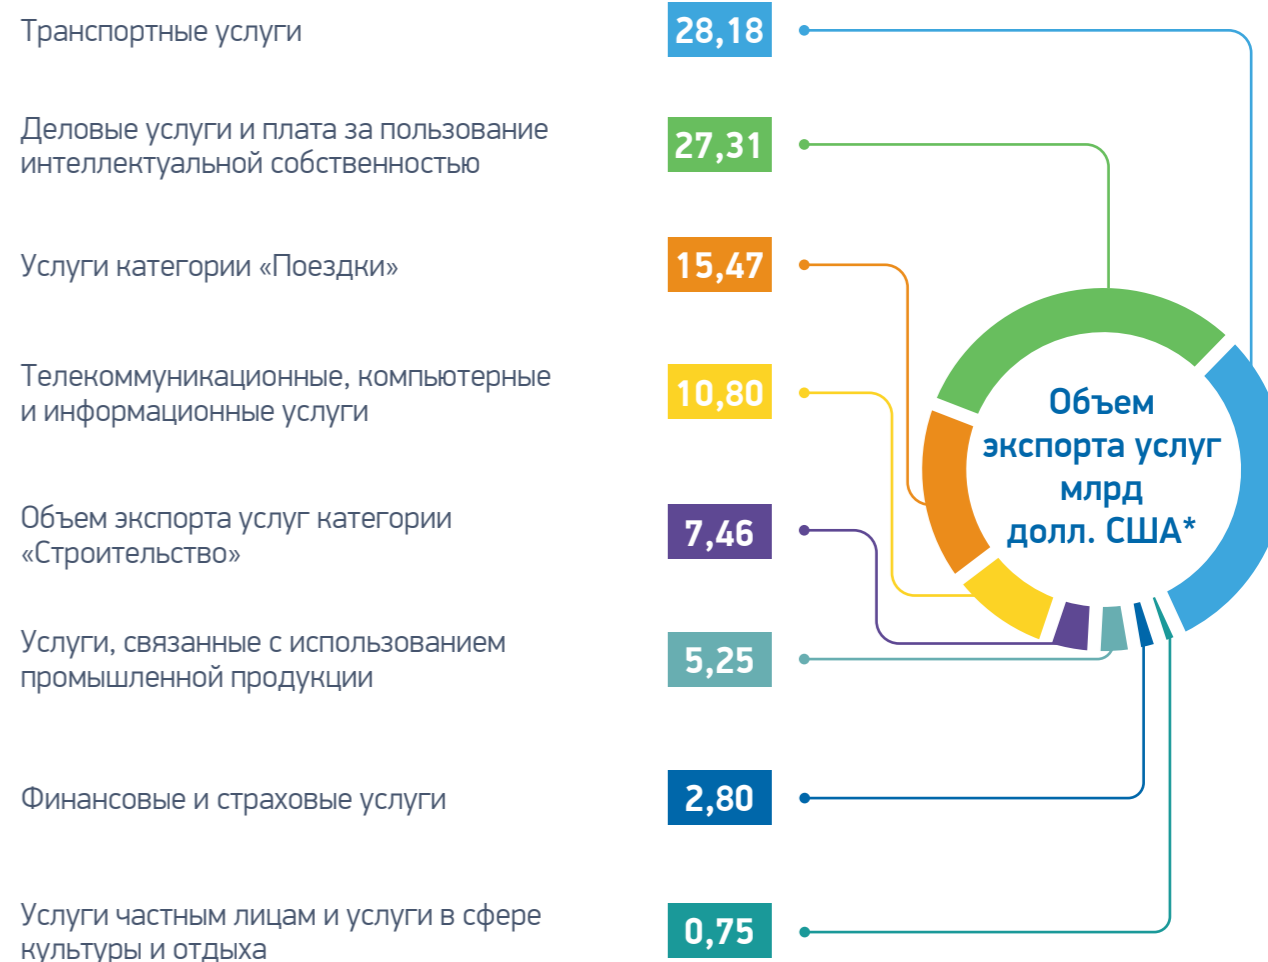 Транспортные услуги
28,18
Деловые услуги и плата за пользование
интеллектуальной собственностью
27,31
Услуги категории «Поездки»
15,47
Телекоммуникационные, компьютерные
и информационные услуги
10,80
Объем экспорта услуг категории
«Строительство»
7,46
Услуги, связанные с использованием
промышленной продукции
5,25
Финансовые и страховые услуги
2,80
Услуги частным лицам и услуги в сфере
культуры и отдыха
0,75
Объем
экспорта услуг
млрд
долл. США*